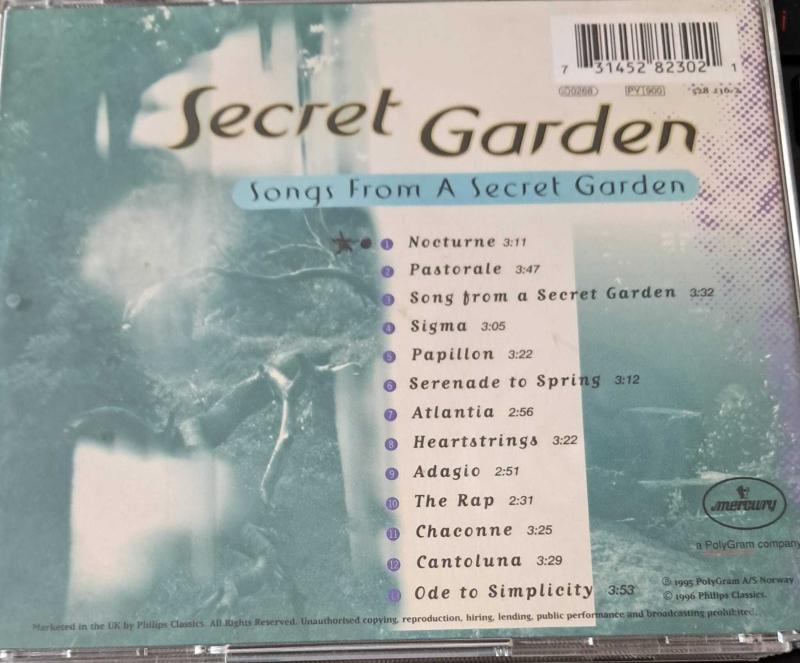 7 31452 82302 1
0268 PY 900 528 230-2
Secret Garden
Songs From A Secret Garden
1 Nocturne 3:11
2 Pastorale 3:47
3 Song from a Secret Garden 3:32
4 Sigma 3:05
5 Papillon 3:22
6 Serenade to Spring 3:12
7 Atlantia 2:56
8 Heartstrings 3:22
9 Adagio 2:51
10 The Rap 2:31
11 Chaconne 3:25
12 Cantoluna 3:29
13 Ode to Simplicity 3:53
mercury
a PolyGram company
℗ 1995 PolyGram A/S Norway
© 1996 Philips Classics.
Marketed in the UK by Philips Classics. All Rights Reserved. Unauthorised copying, reproduction, hiring, lending, public performance and broadcasting prohibited.